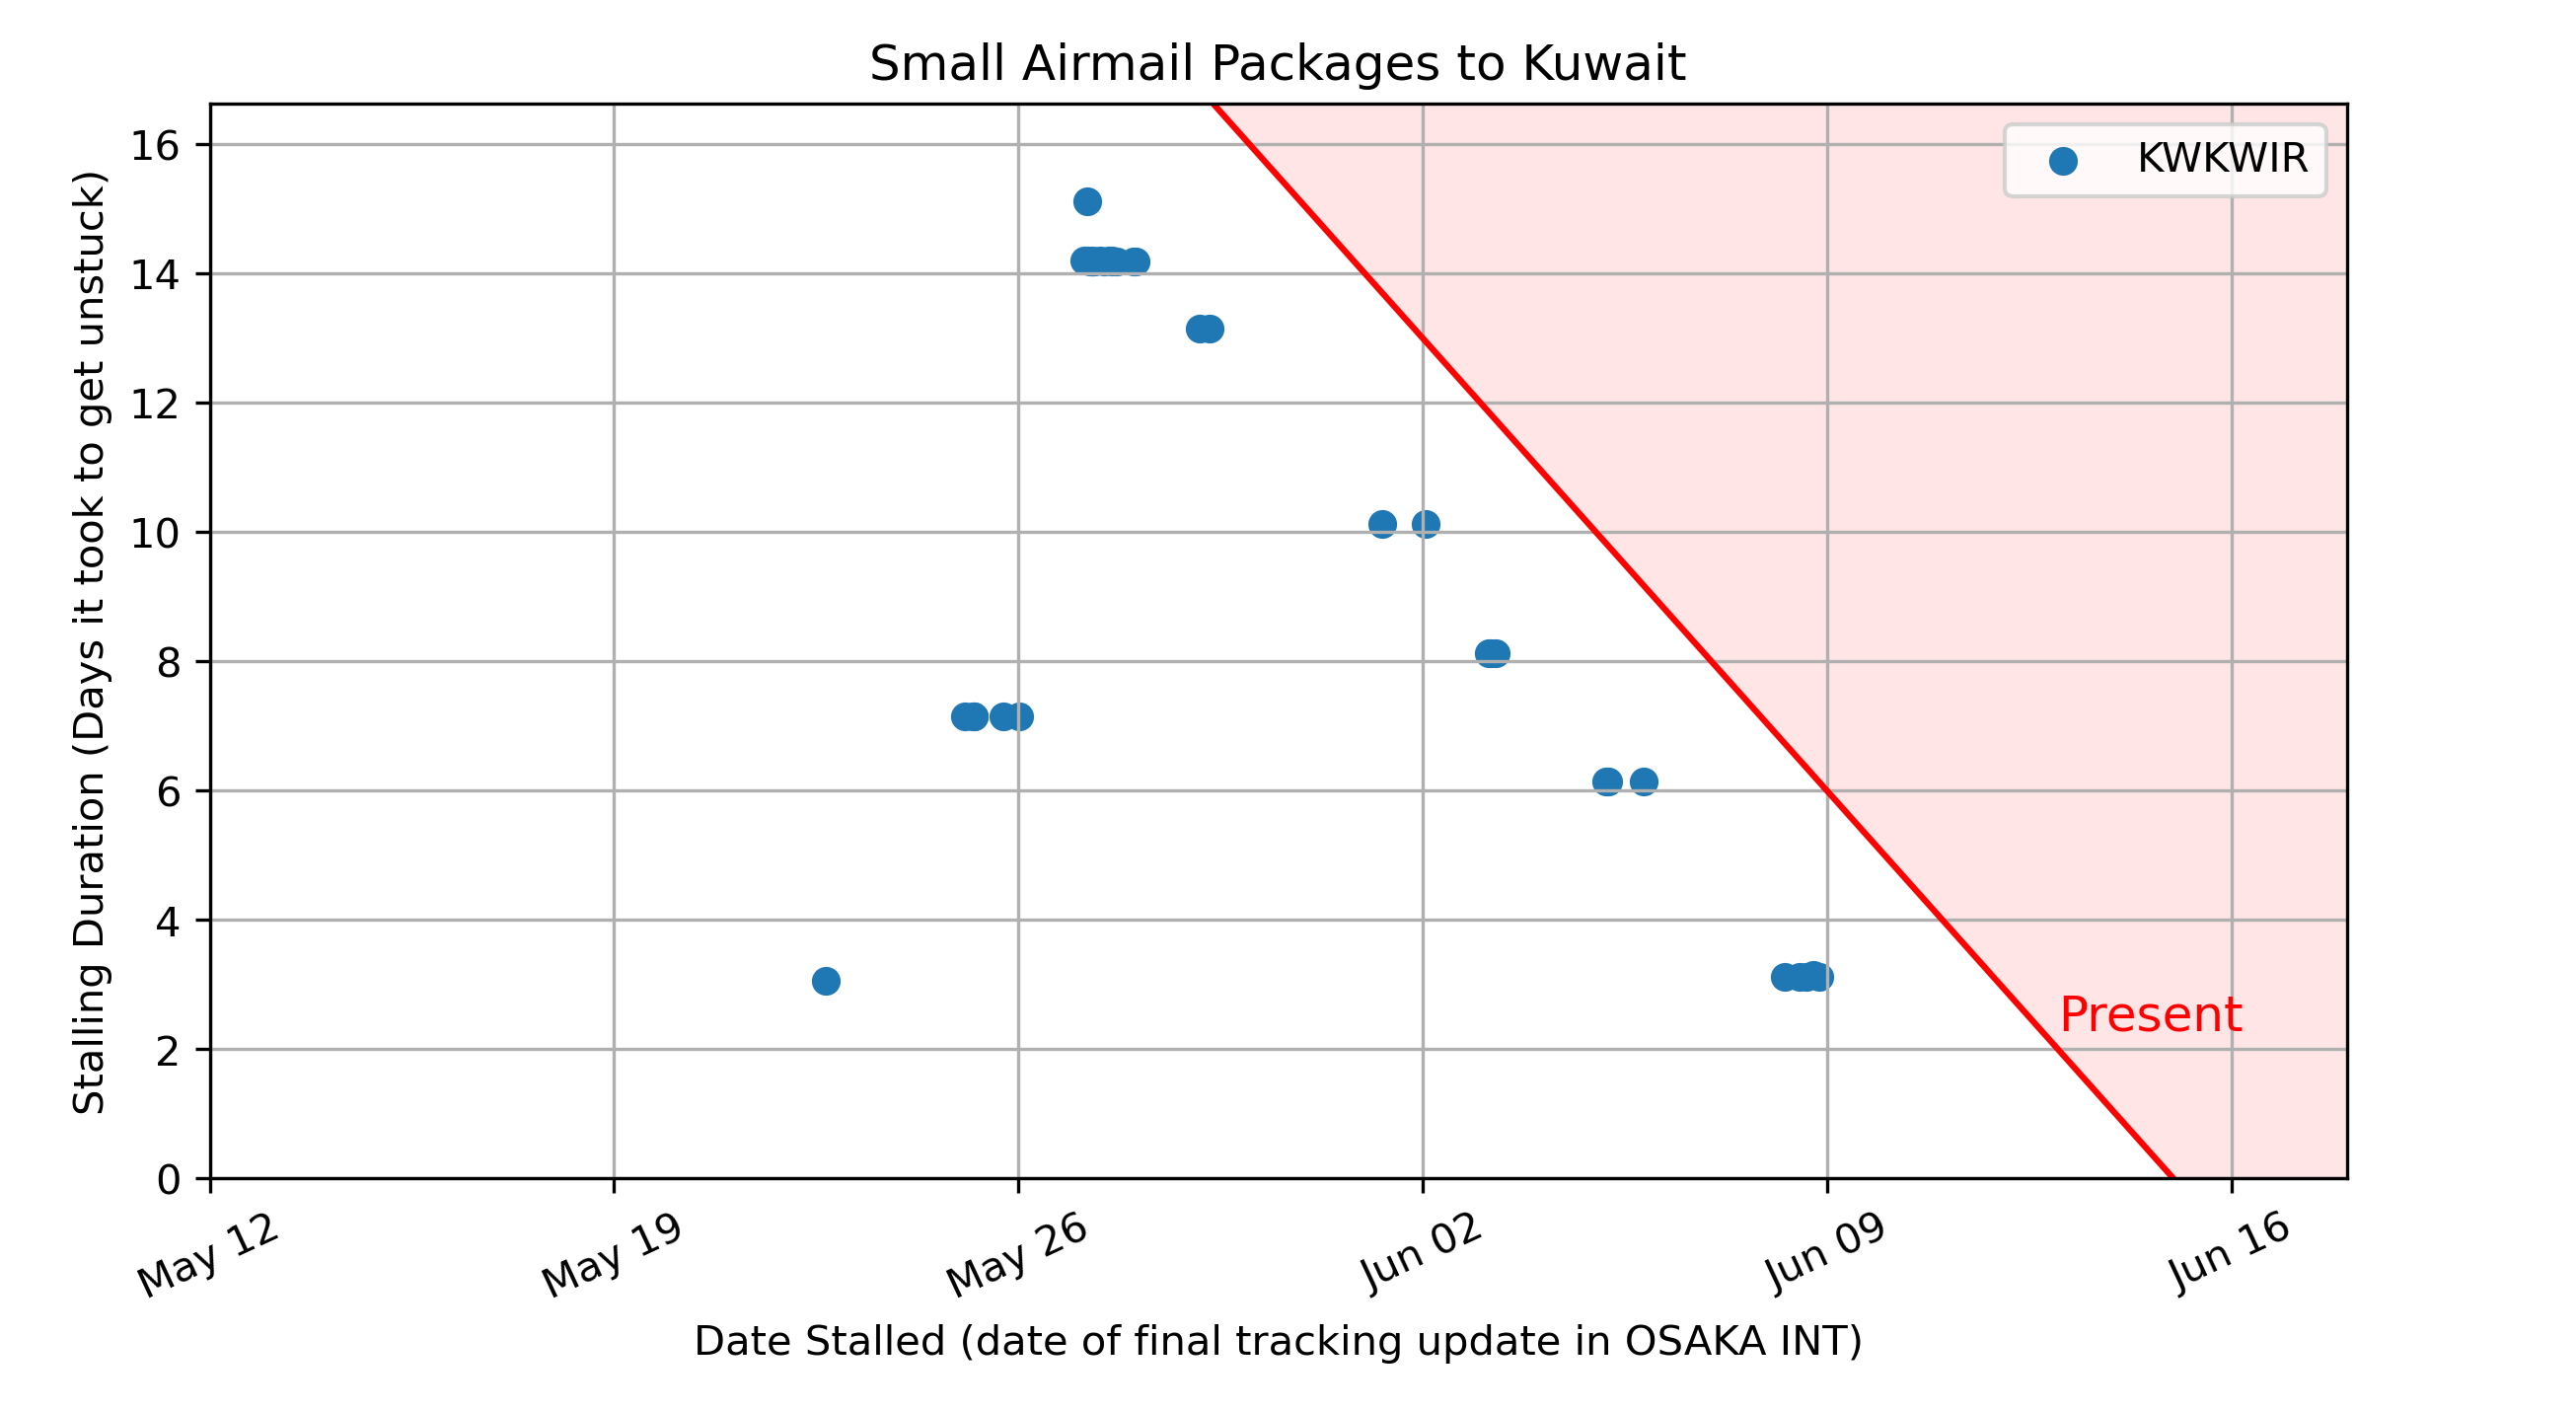 Small Airmail Packages to Kuwait
KWKWIR
Stalling Duration (Days it took to get unstuck)
16
14
12
10
8
6
4
2
0
Present
May 12
May 19
May 26
Jun 02
Jun 09
Jun 16
Date Stalled (date of final tracking update in OSAKA INT)